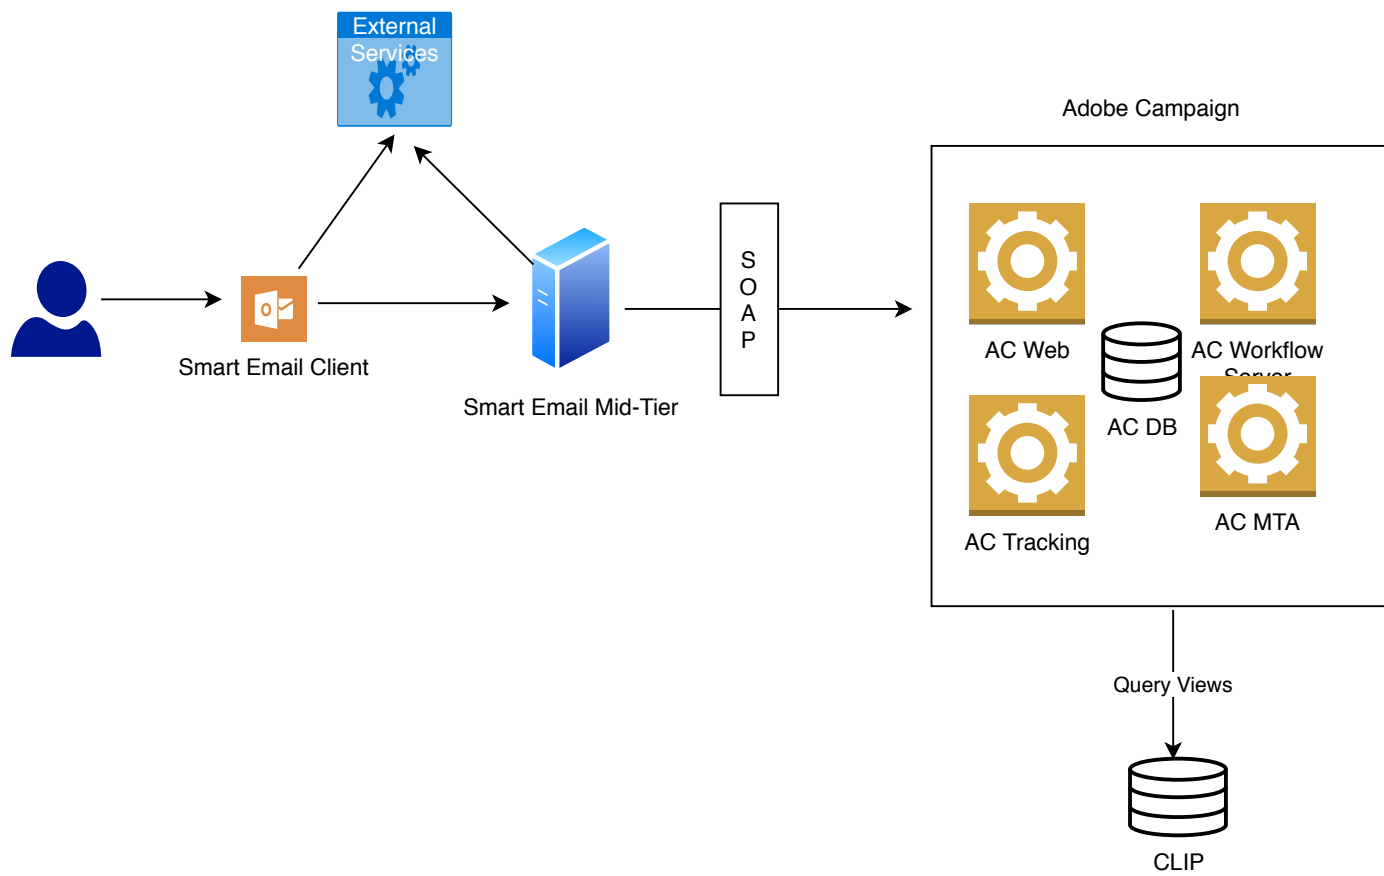 External
Services
Adobe Campaign
S
O
A
P
Smart Email Client
Smart Email Mid-Tier
AC Web
AC Workflow
Server
AC DB
AC Tracking
AC MTA
Query Views
CLIP